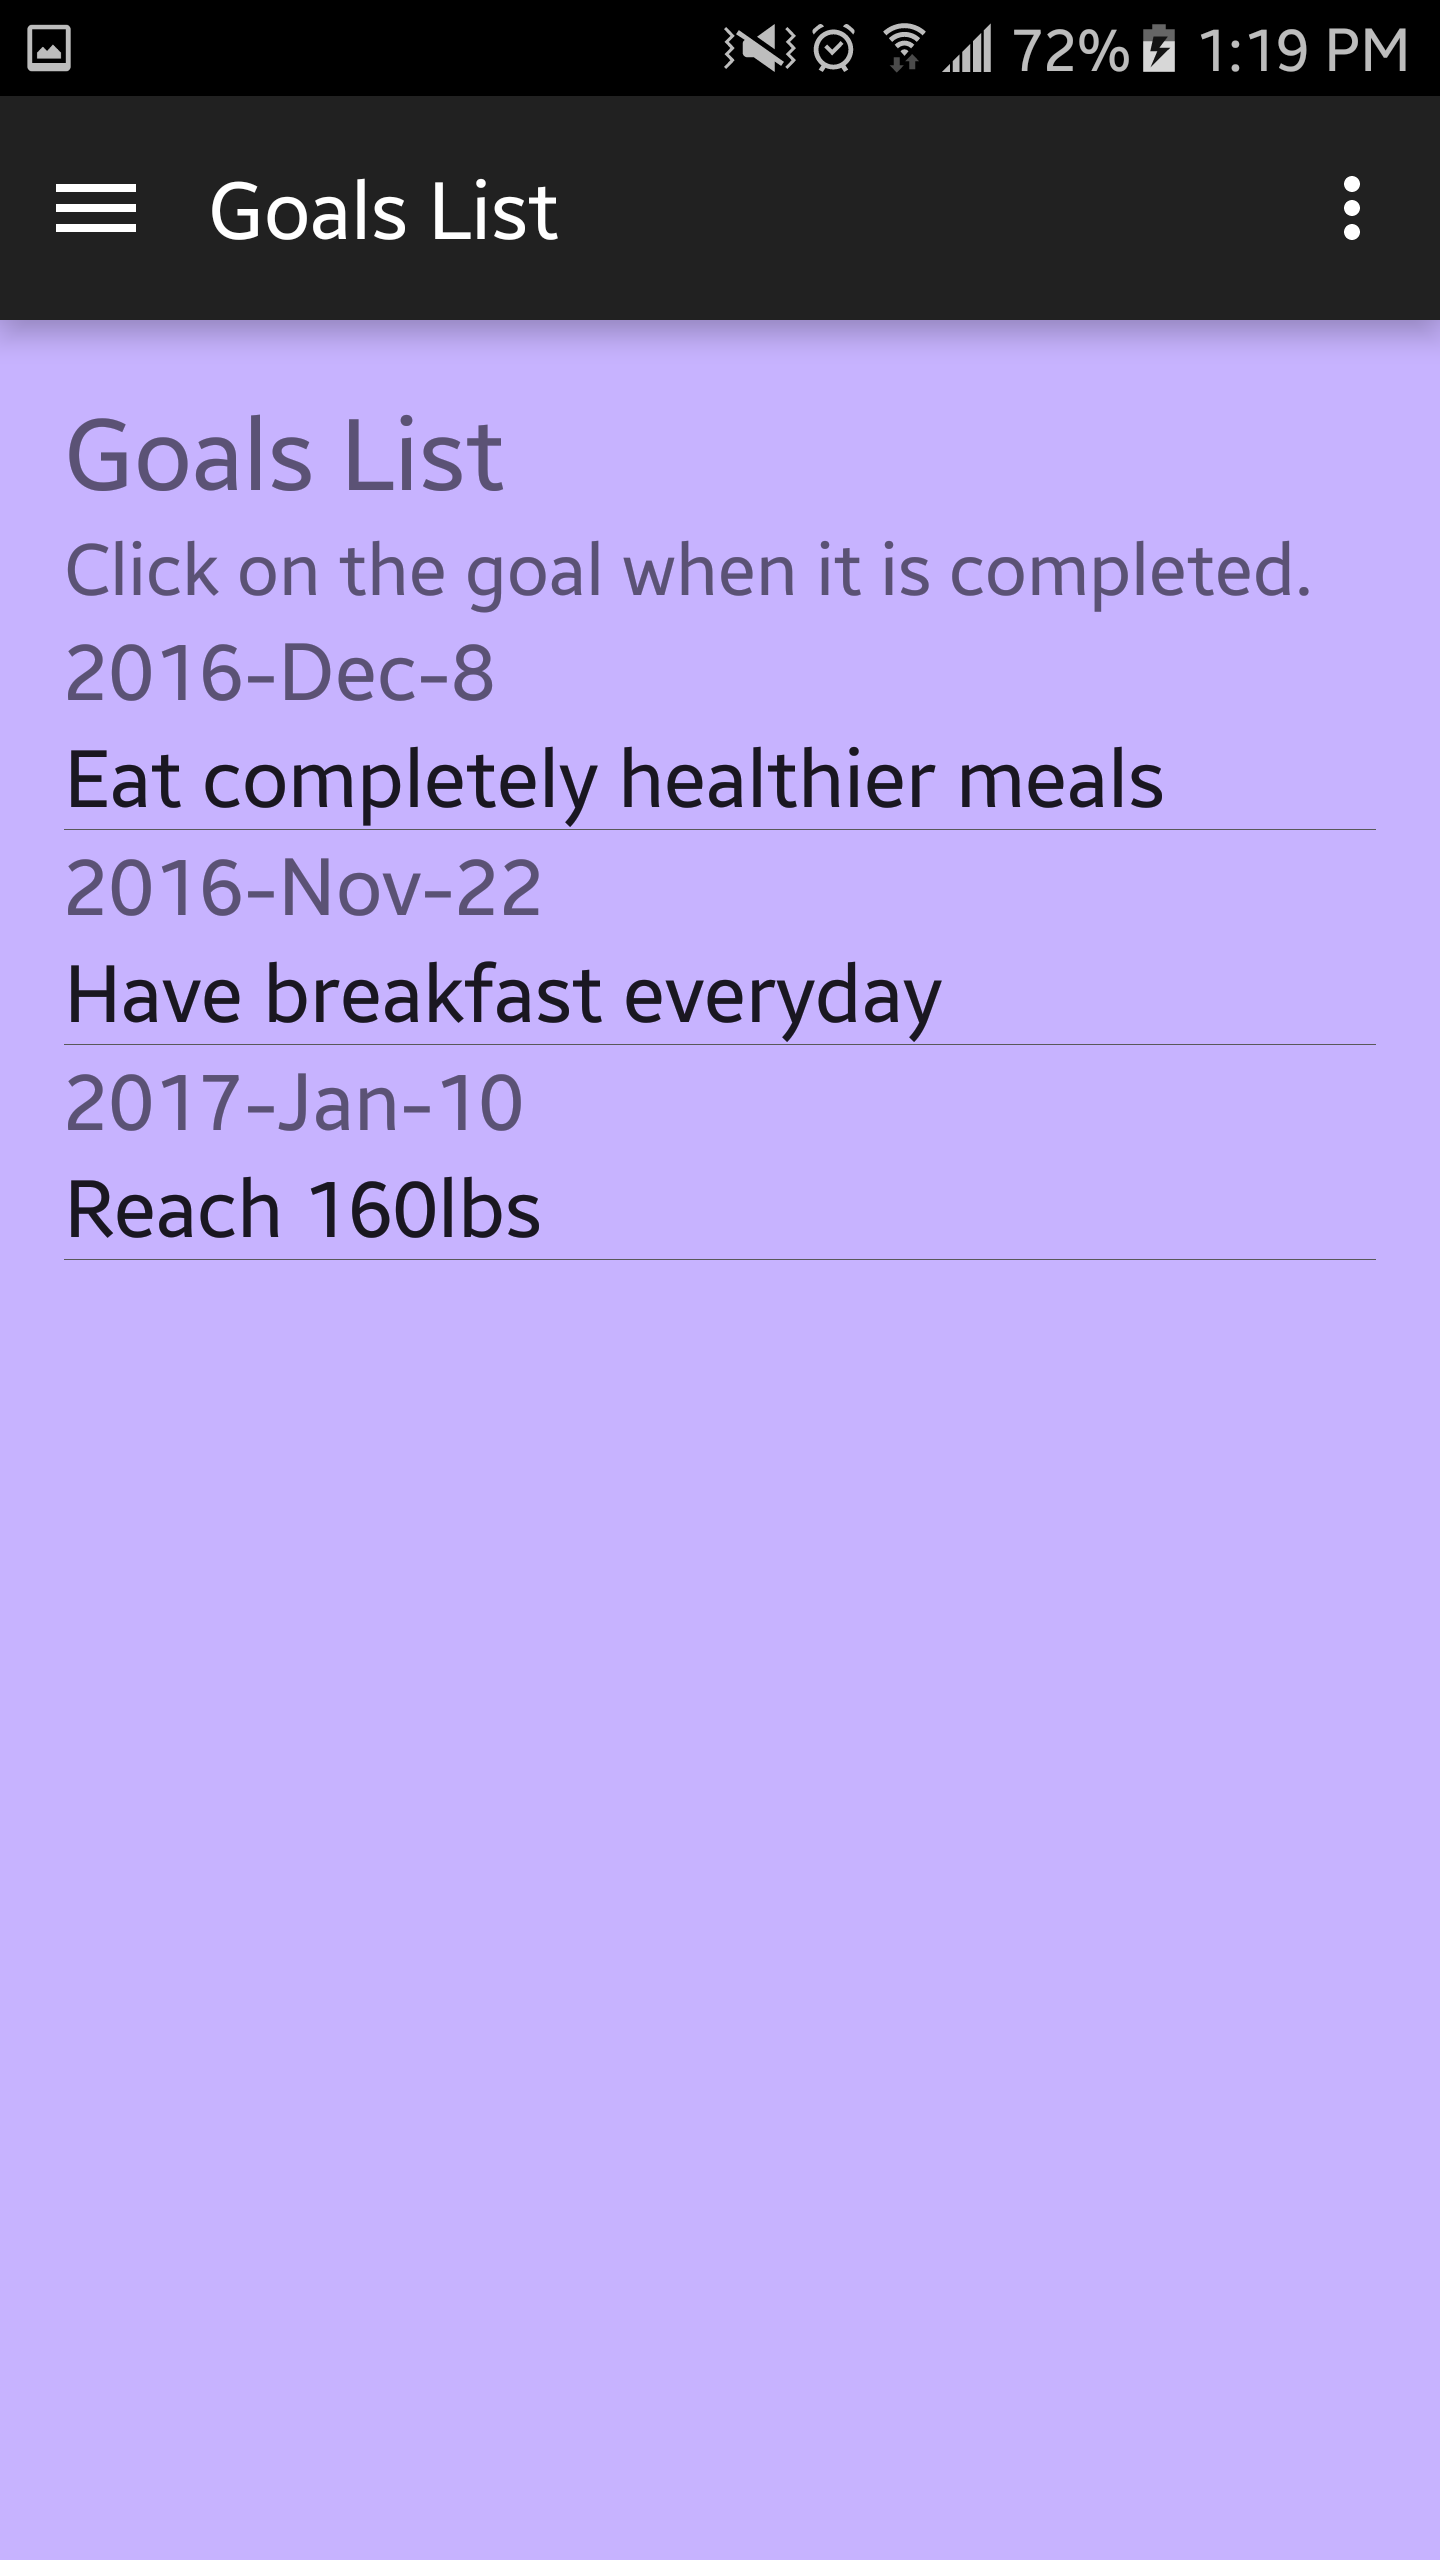 72% 1:19 PM
Goals List
Goals List
Click on the goal when it is completed.
2016-Dec-8
Eat completely healthier meals
2016-Nov-22
Have breakfast everyday
2017-Jan-10
Reach 160lbs